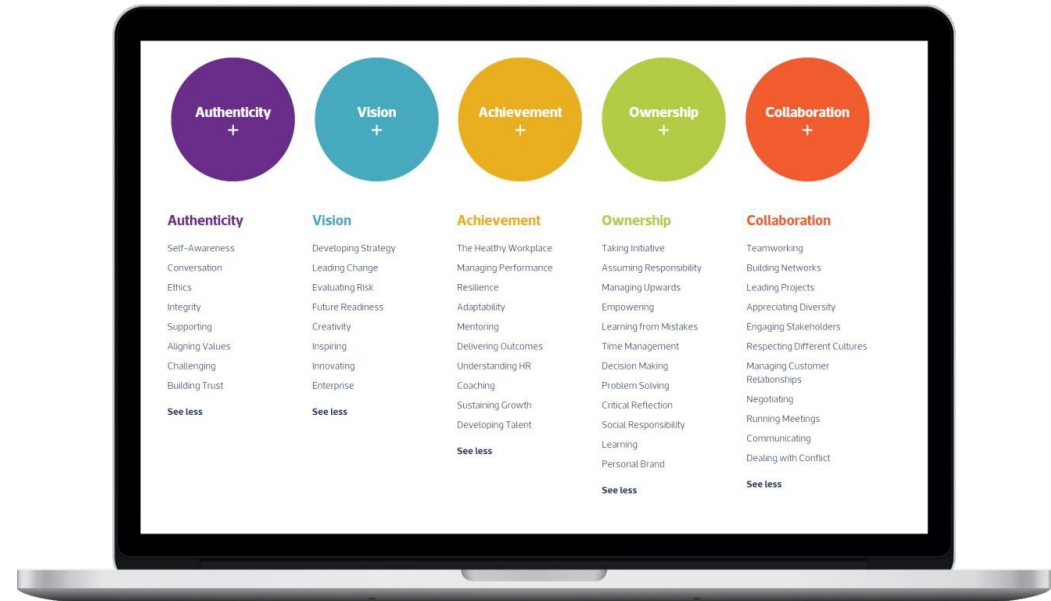 Authenticity
+
Vision
+
Achievement
+
Ownership
+
Collaboration
+
Authenticity
Self-Awareness
Conversation
Ethics
Integrity
Supporting
Aligning Values
Challenging
Building Trust
See less
Vision
Developing Strategy
Leading Change
Evaluating Risk
Future Readiness
Creativity
Inspiring
Innovating
Enterprise
See less
Achievement
The Healthy Workplace
Managing Performance
Resilience
Adaptability
Mentoring
Delivering Outcomes
Understanding HR
Coaching
Sustaining Growth
Developing Talent
See less
Ownership
Taking Initiative
Assuming Responsibility
Managing Upwards
Empowering
Learning from Mistakes
Time Management
Decision Making
Problem Solving
Critical Reflection
Social Responsibility
Learning
Personal Brand
See less
Collaboration
Teamworking
Building Networks
Leading Projects
Appreciating Diversity
Engaging Stakeholders
Respecting Different Cultures
Managing Customer
Relationships
Negotiating
Running Meetings
Communicating
Dealing with Conflict
See less